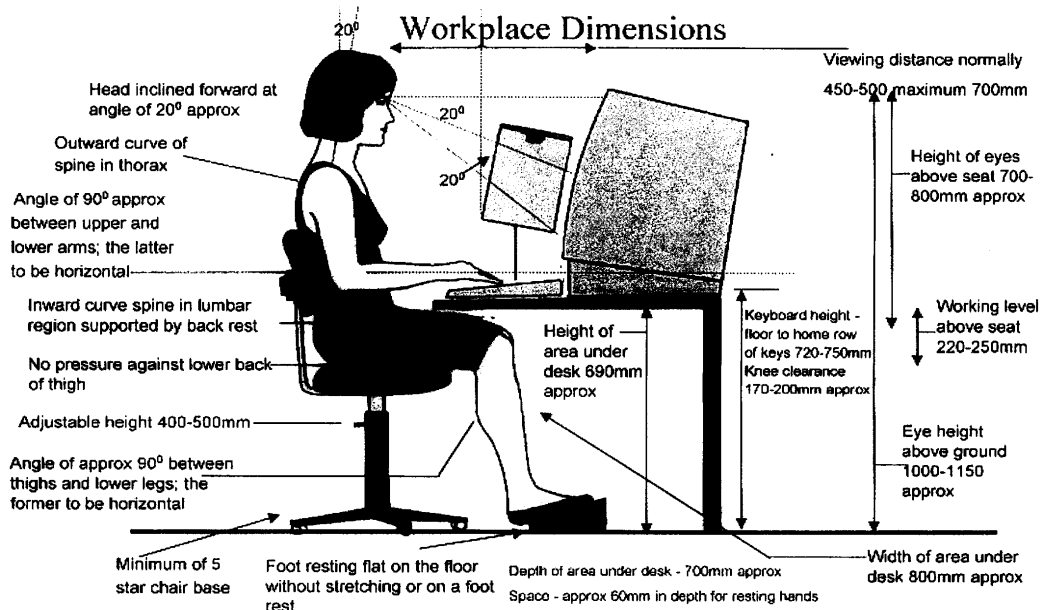 Workplace Dimensions
20⁰
Viewing distance normally
450-500 maximum 700mm
Head inclined forward at
angle of 20⁰ approx
20⁰
Outward curve of
spine in thorax
20⁰
Height of eyes
above seat 700-
800mm approx
Angle of 90⁰ approx
between upper and
lower arms; the latter
to be horizontal
Inward curve spine in lumbar
region supported by back rest
Height of
area under
desk 690mm
approx
Keyboard height -
floor to home row
of keys 720-750mm
Knee clearance
170-200mm approx
Working level
above seat
220-250mm
No pressure against lower back
of thigh
Adjustable height 400-500mm
Eye height
above ground
1000-1150
approx
Angle of approx 90⁰ between
thighs and lower legs; the
former to be horizontal
Minimum of 5
star chair base
Foot resting flat on the floor
without stretching or on a foot
rest
Depth of area under desk - 700mm approx
Spaco - approx 60mm in depth for resting hands
Width of area under
desk 800mm approx